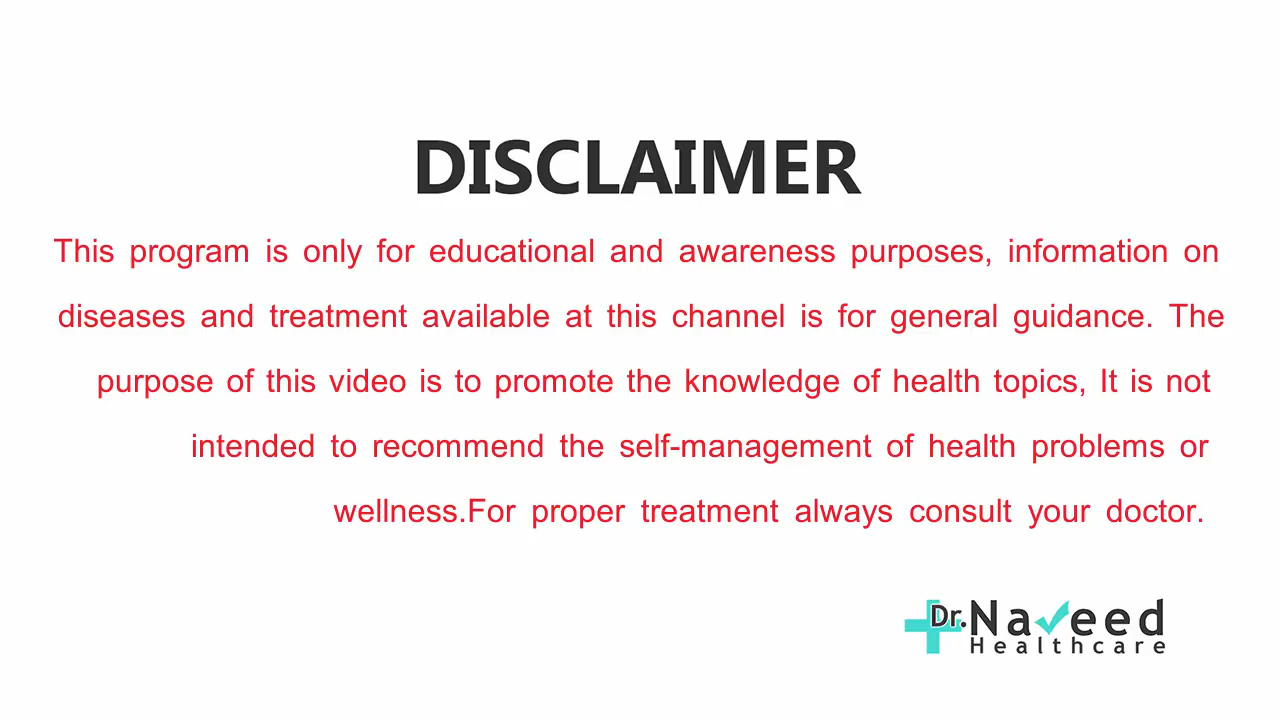 DISCLAIMER
This program is only for educational and awareness purposes, information on
diseases and treatment available at this channel is for general guidance. The
purpose of this video is to promote the knowledge of health topics, It is not
intended to recommend the self-management of health problems or
wellness.For proper treatment always consult your doctor.
Dr.Naveed
Healthcare